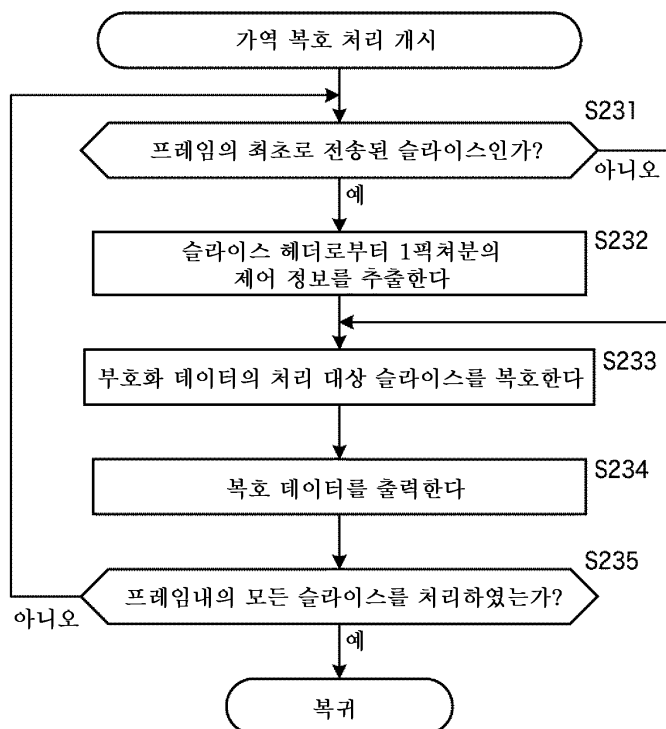 가역 복호 처리 개시
S231
프레임의 최초로 전송된 슬라이스인가?
아니오
예
S232
슬라이스 헤더로부터 1픽쳐분의
제어 정보를 추출한다
S233
부호화 데이터의 처리 대상 슬라이스를 복호한다
S234
복호 데이터를 출력한다
S235
프레임내의 모든 슬라이스를 처리하였는가?
아니오
예
복귀